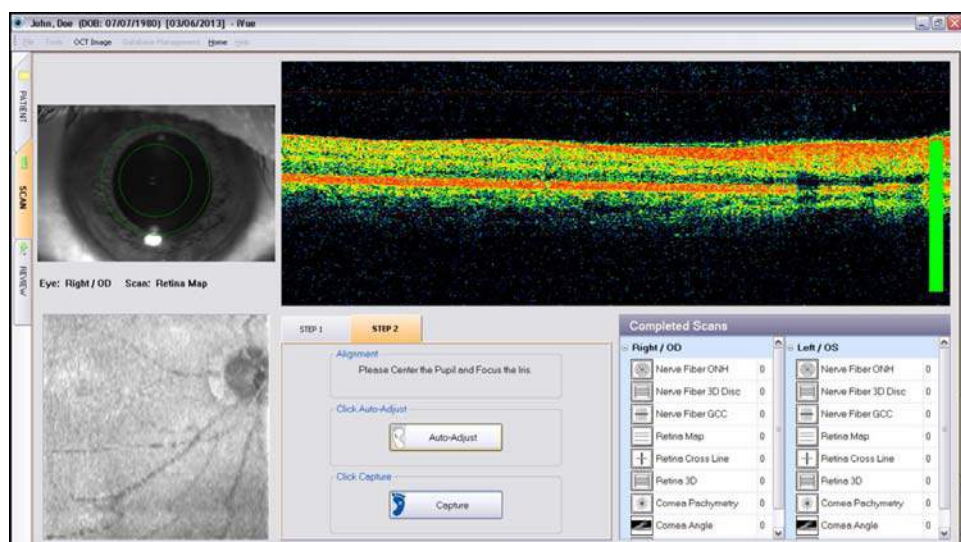 John, Doe (DOB: 07/07/1980) [03/06/2013] - iVue
File Tools OCT Image Database Management Home Help
PATIENT
SCAN
REVIEW
Eye: Right / OD Scan: Retina Map
STEP 1 STEP 2
Alignment
Please Center the Pupil and Focus the Iris.
Click Auto-Adjust
Auto-Adjust
Click Capture
Capture
Completed Scans
Right / OD
Nerve Fiber ONH 0
Nerve Fiber 3D Disc 0
Nerve Fiber GCC 0
Retina Map 0
Retina Cross Line 0
Retina 3D 0
Cornea Pachymetry 0
Cornea Angle 0
Left / OS
Nerve Fiber ONH 0
Nerve Fiber 3D Disc 0
Nerve Fiber GCC 0
Retina Map 0
Retina Cross Line 0
Retina 3D 0
Cornea Pachymetry 0
Cornea Angle 0